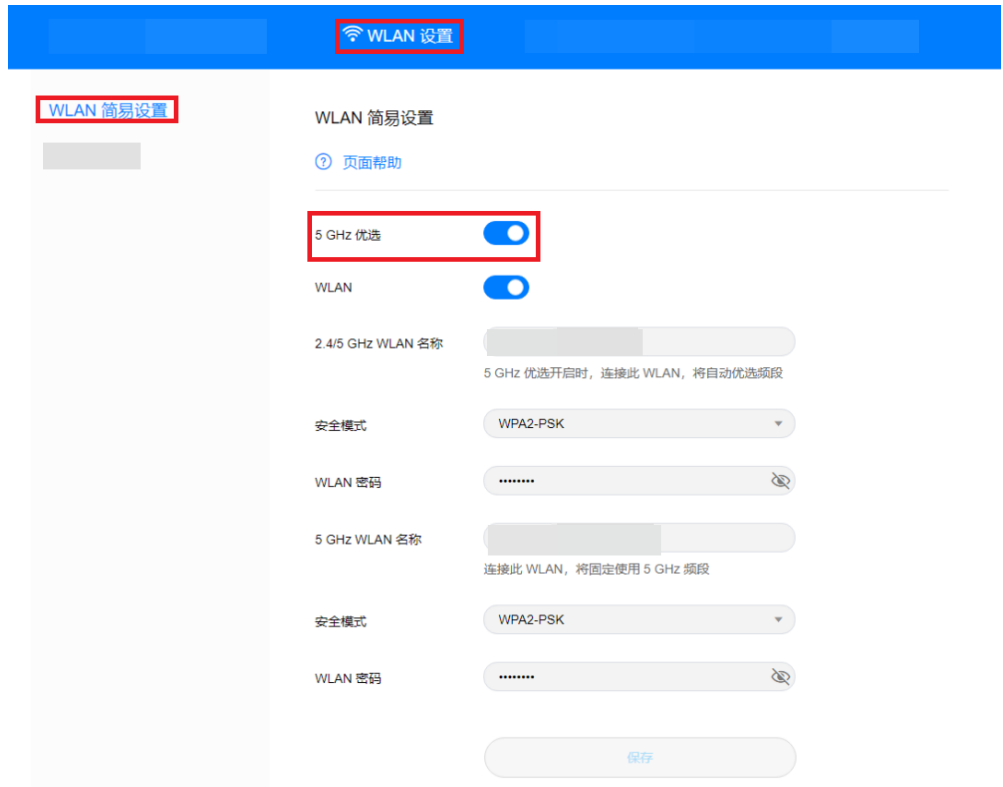 WLAN 设置
WLAN 简易设置
WLAN 简易设置
? 页面帮助
5 GHz 优选
WLAN
2.4/5 GHz WLAN 名称
5 GHz 优选开启时，连接此 WLAN，将自动优选频段
安全模式 WPA2-PSK
WLAN 密码 ········
5 GHz WLAN 名称
连接此 WLAN，将固定使用 5 GHz 频段
安全模式 WPA2-PSK
WLAN 密码 ········
保存